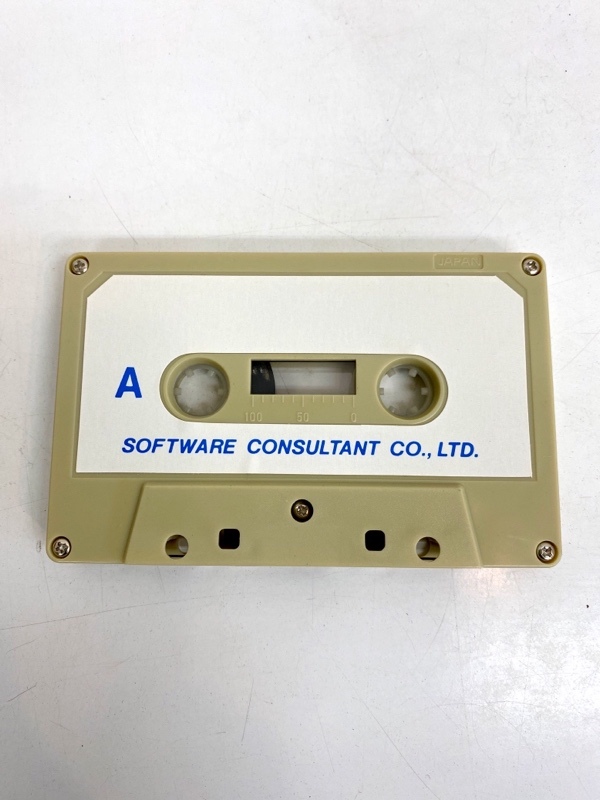 JAPAN
A
100 50 0
SOFTWARE CONSULTANT CO., LTD.